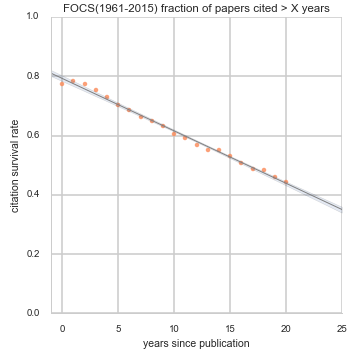 FOCS(1961-2015) fraction of papers cited > X years
1.0
0.8
0.6
0.4
0.2
0.0
citation survival rate
0 5 10 15 20 25
years since publication